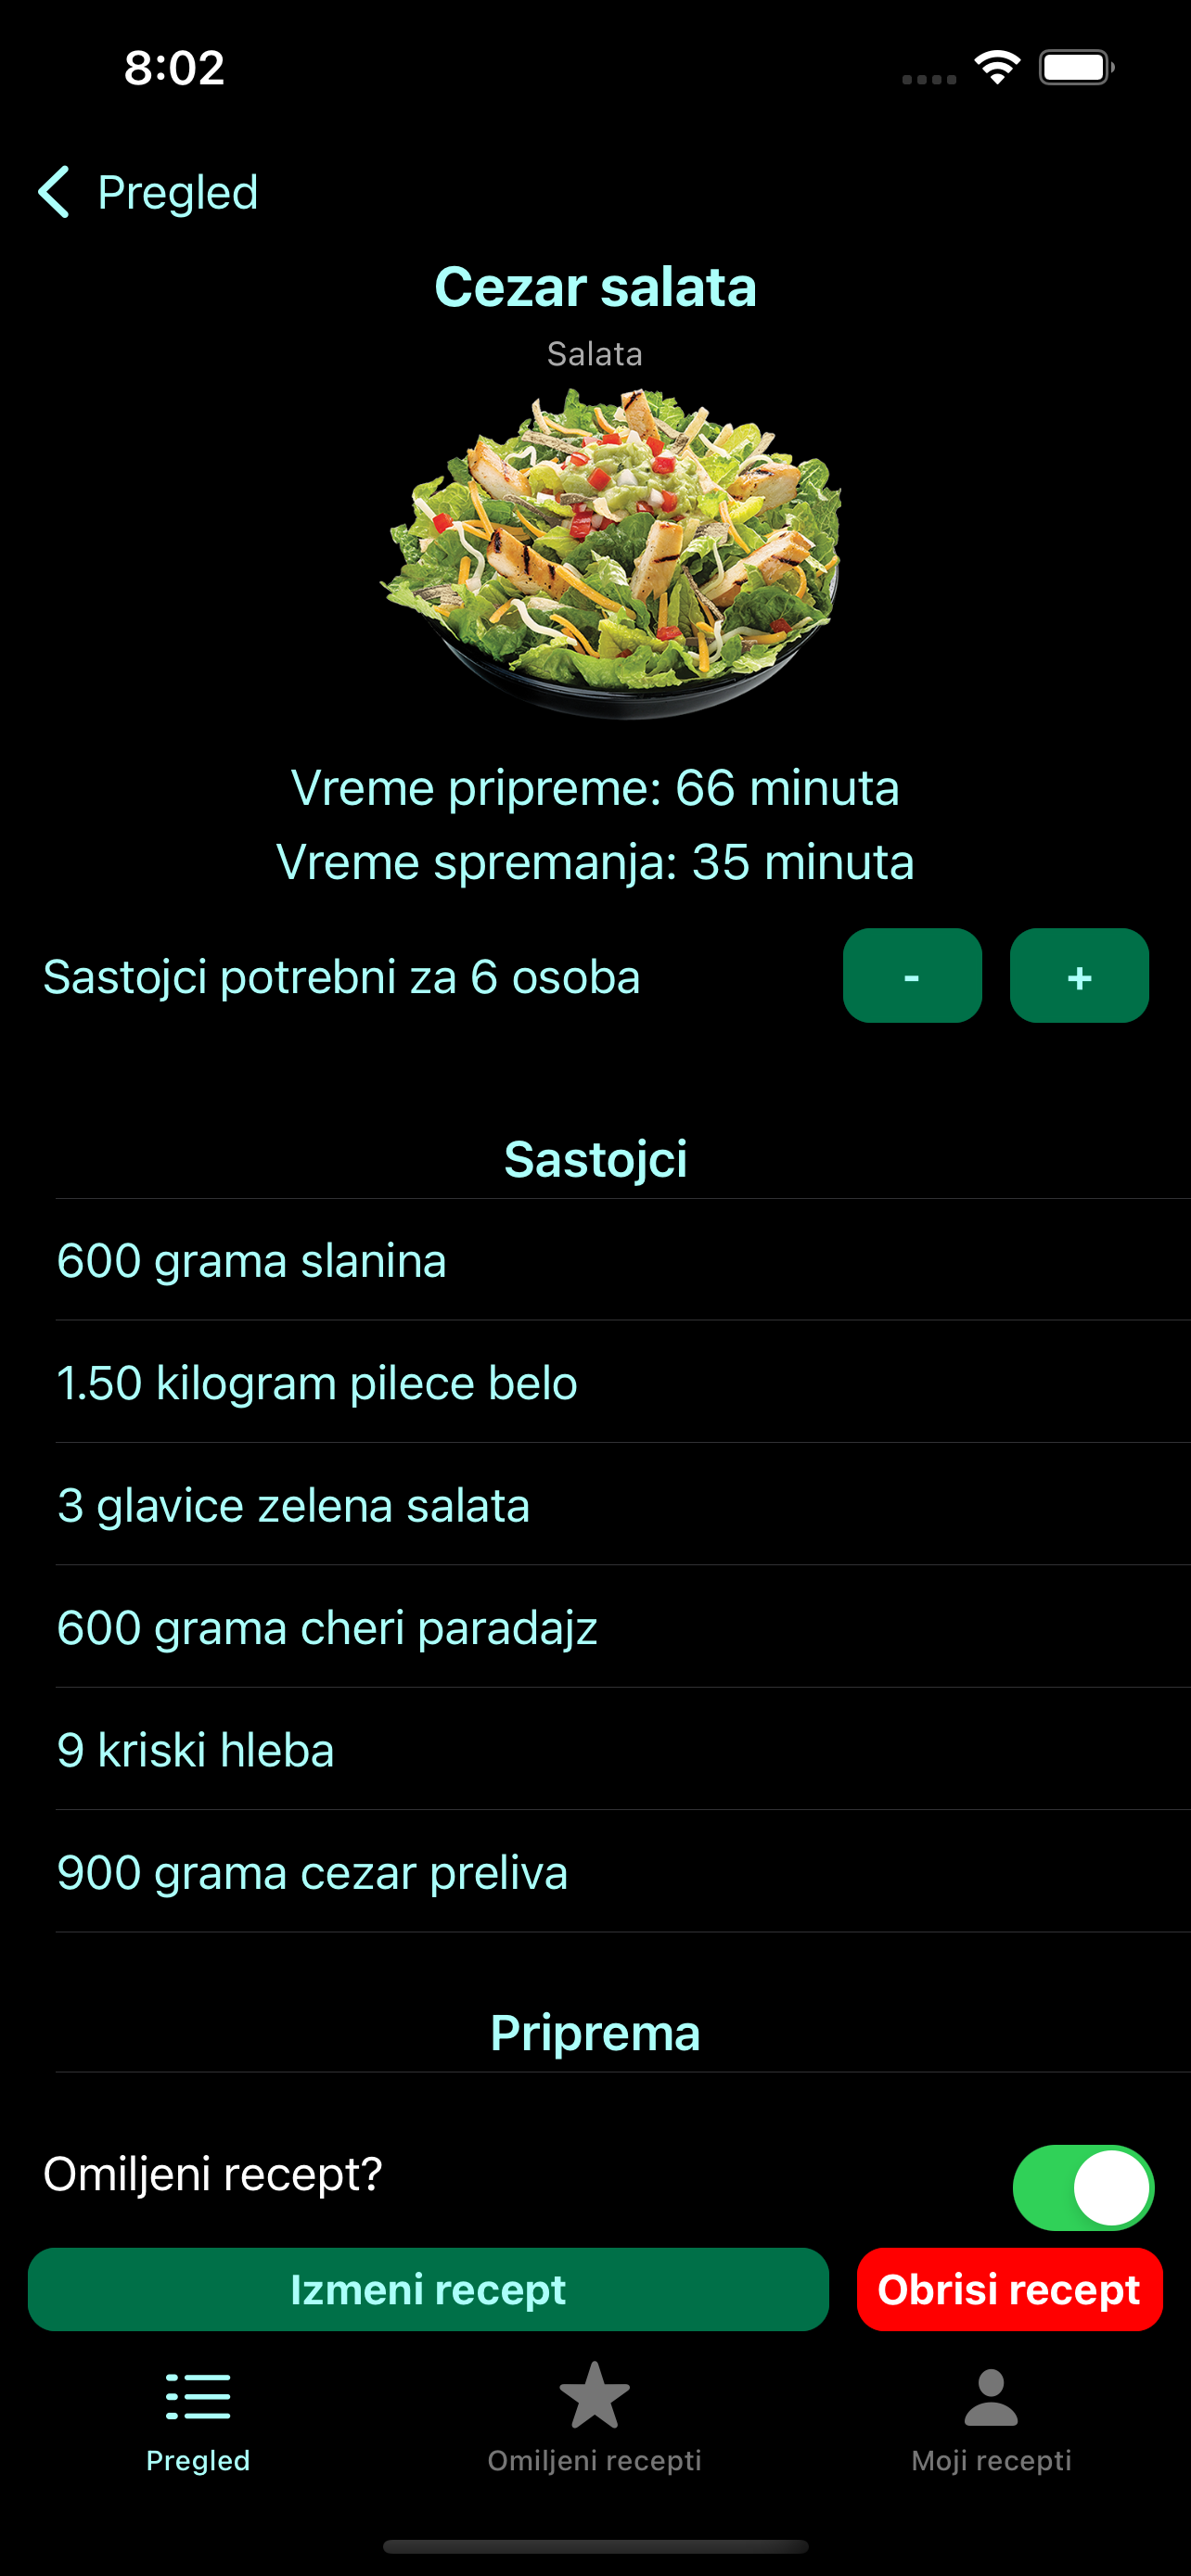 8:02
Pregled
Cezar salata
Salata
Vreme pripreme: 66 minuta
Vreme spremanja: 35 minuta
Sastojci potrebni za 6 osoba
-
+
Sastojci
600 grama slanina
1.50 kilogram pilece belo
3 glavice zelena salata
600 grama cheri paradajz
9 kriski hleba
900 grama cezar preliva
Priprema
Omiljeni recept?
Izmeni recept
Obrisi recept
Pregled
Omiljeni recepti
Moji recepti